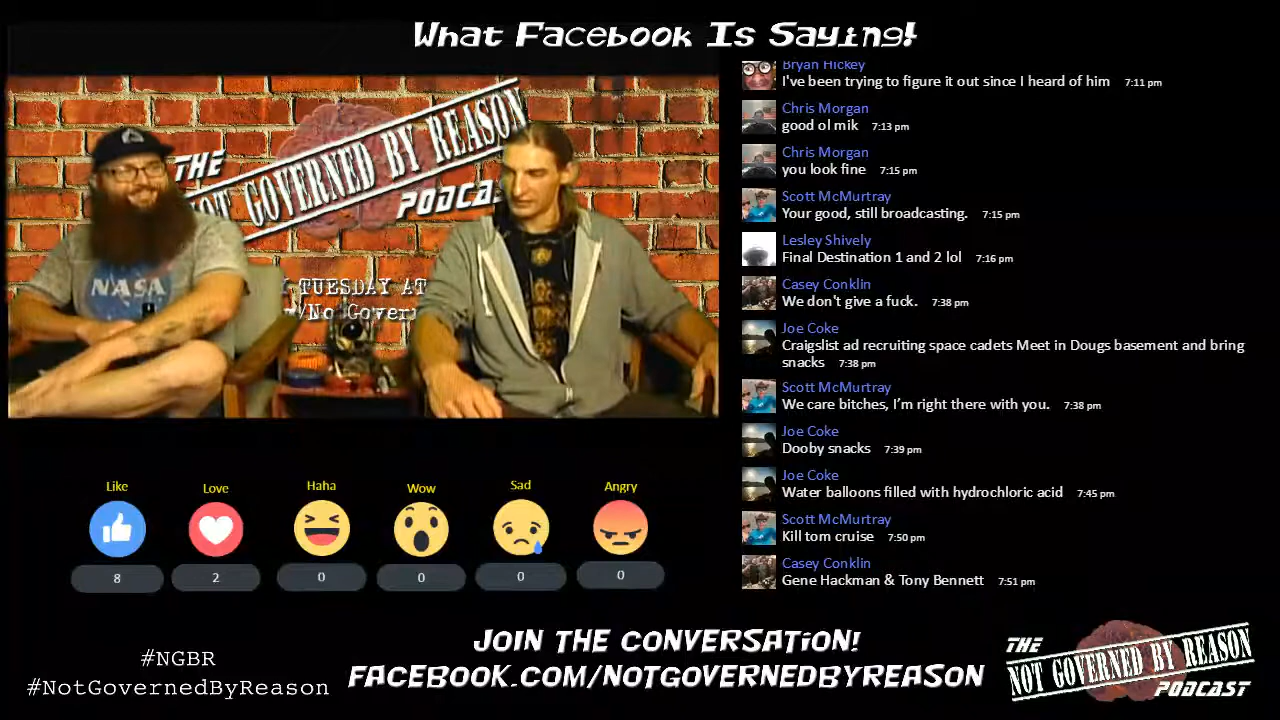 What Facebook Is Saying!
THE
NOT GOVERNED BY REASON
PODCAS
NASA
TUESDAY AT
/No Govern
Bryan Hickey
I've been trying to figure it out since I heard of him 7:11 pm
Chris Morgan
good ol mik 7:13 pm
Chris Morgan
you look fine 7:15 pm
Scott McMurtray
Your good, still broadcasting. 7:15 pm
Lesley Shively
Final Destination 1 and 2 lol 7:16 pm
Casey Conklin
We don't give a fuck. 7:38 pm
Joe Coke
Craigslist ad recruiting space cadets Meet in Dougs basement and bring
snacks 7:38 pm
Scott McMurtray
We care bitches, I'm right there with you. 7:38 pm
Joe Coke
Dooby snacks 7:39 pm
Joe Coke
Water balloons filled with hydrochloric acid 7:45 pm
Scott McMurtray
Kill tom cruise 7:50 pm
Casey Conklin
Gene Hackman & Tony Bennett 7:51 pm
Like Love Haha Wow Sad Angry
8 2 0 0 0 0
#NGBR
#NotGovernedByReason
JOIN THE CONVERSATION!
FACEBOOK.COM/NOTGOVERNEDBYREASON
THE
NOT GOVERNED BY REASON
PODCAST